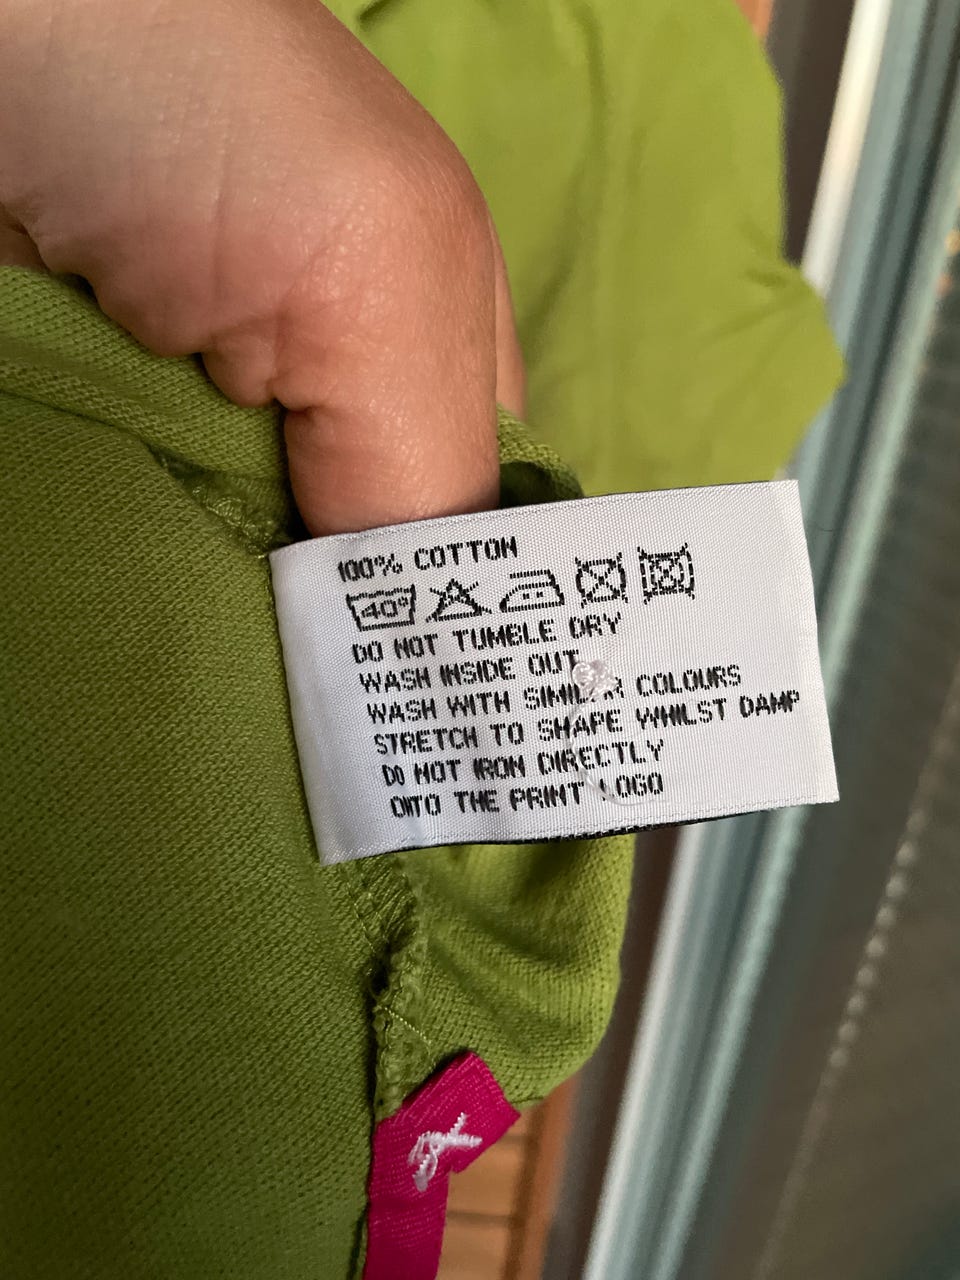 100% COTTON
40°
DO NOT TUMBLE DRY
WASH INSIDE OUT
WASH WITH SIMILAR COLOURS
STRETCH TO SHAPE WHILST DAMP
DO NOT IRON DIRECTLY
ONTO THE PRINT LOGO